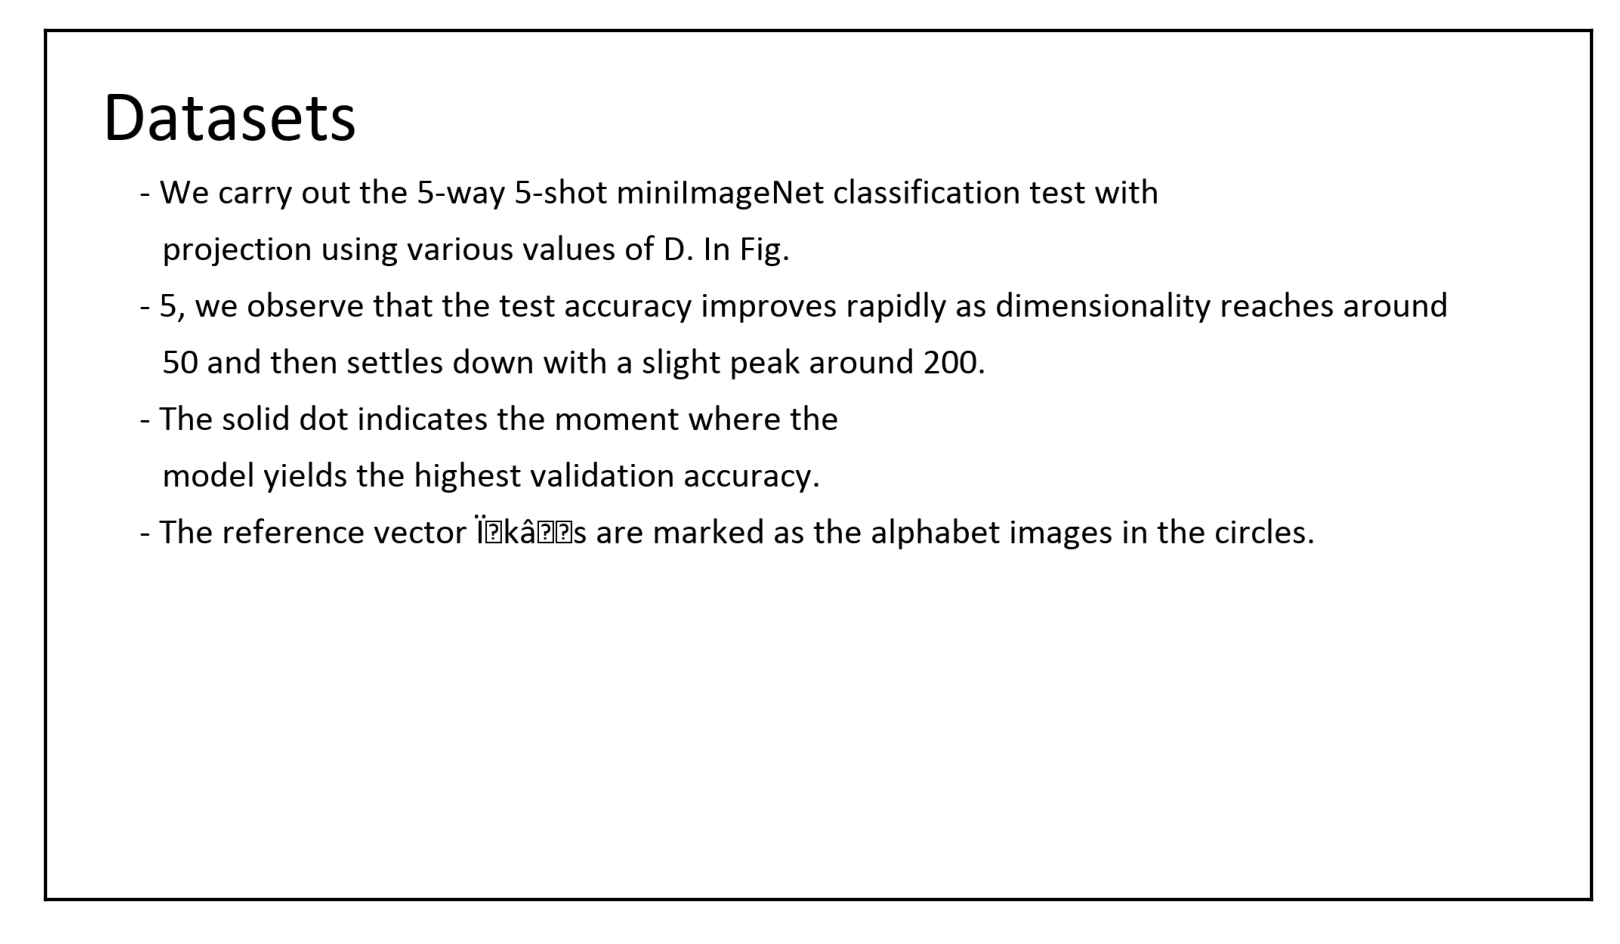 Datasets
- We carry out the 5-way 5-shot miniImageNet classification test with
projection using various values of D. In Fig.
- 5, we observe that the test accuracy improves rapidly as dimensionality reaches around
50 and then settles down with a slight peak around 200.
- The solid dot indicates the moment where the
model yields the highest validation accuracy.
- The reference vector Ï�kâ��s are marked as the alphabet images in the circles.